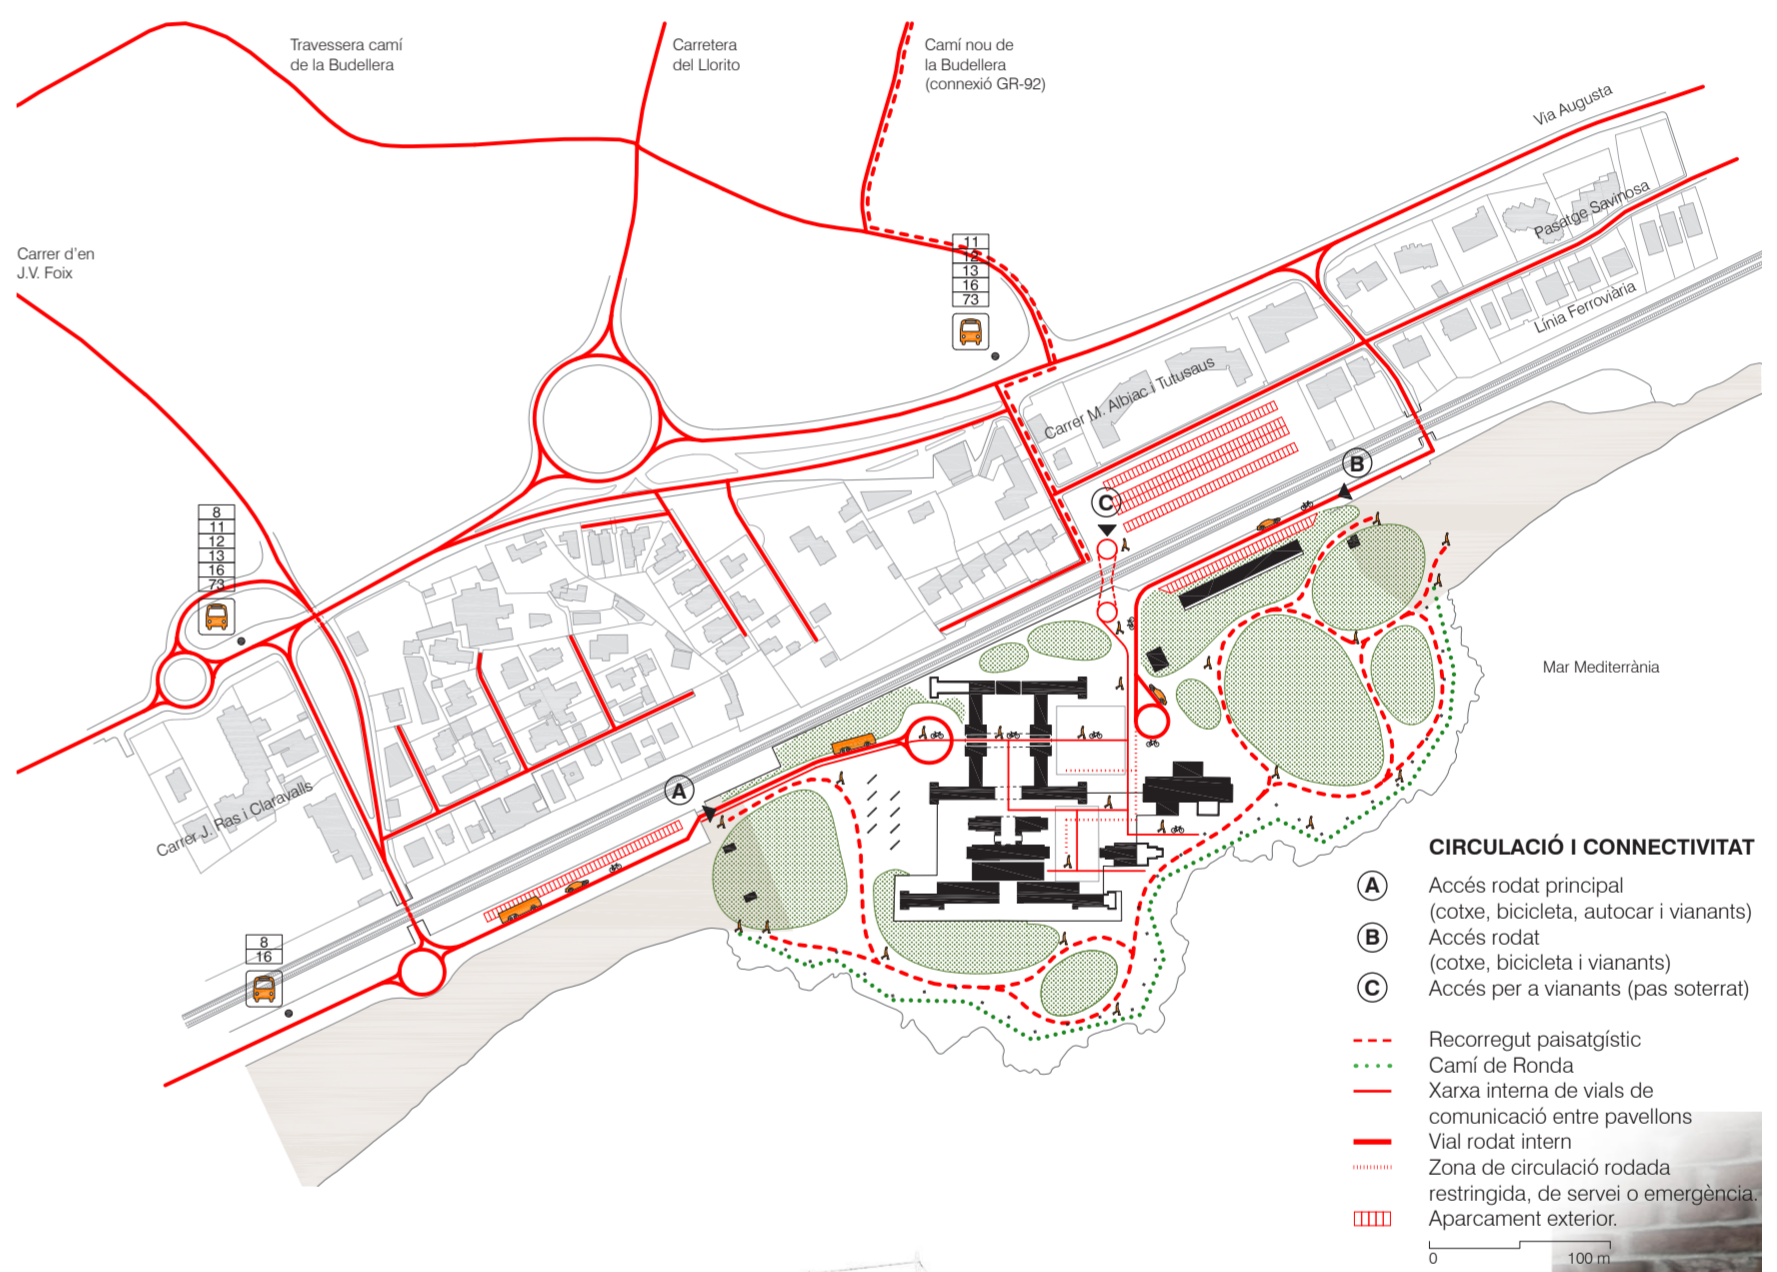 Travessera camí
de la Budellera
Carretera
del Llorito
Camí nou de
la Budellera
(connexió GR-92)
Via Augusta
Pasatge Savinosa
Línia Ferroviària
Carrer d'en
J.V. Foix
11
12
13
16
73
Carrer M. Albiac i Tutusaus
B
C
8
11
12
13
16
73
Mar Mediterrània
A
Carrer J. Ras i Claravalls
8
16
CIRCULACIÓ I CONNECTIVITAT
A Accés rodat principal
(cotxe, bicicleta, autocar i vianants)
B Accés rodat
(cotxe, bicicleta i vianants)
C Accés per a vianants (pas soterrat)
Recorregut paisatgístic
Camí de Ronda
Xarxa interna de vials de
comunicació entre pavellons
Vial rodat intern
Zona de circulació rodada
restringida, de servei o emergència.
Aparcament exterior.
0 100 m